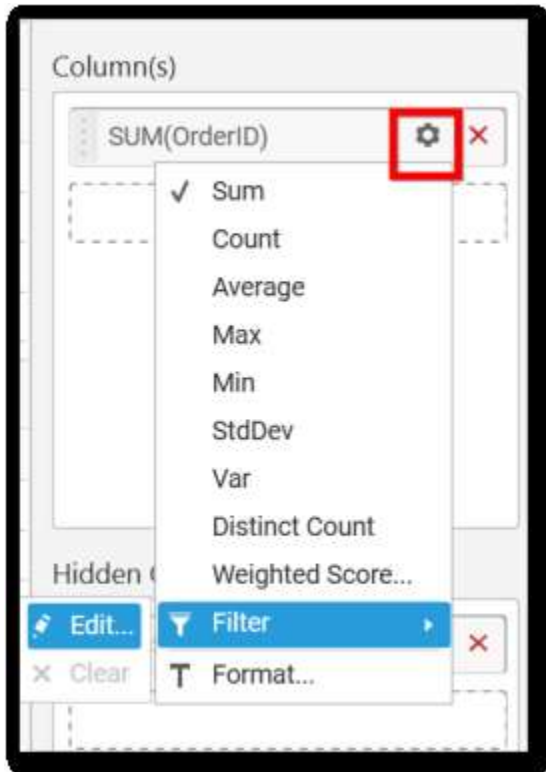 Column(s)
SUM(OrderID)
Sum
Count
Average
Max
Min
StdDev
Var
Distinct Count
Hidden
Weighted Score...
Edit...
Filter
Clear
Format...